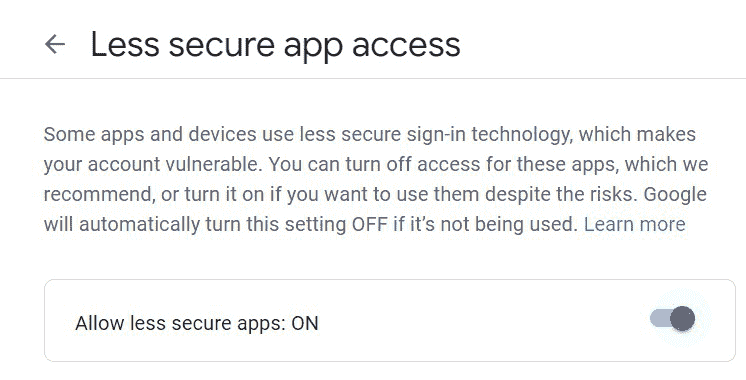 Less secure app access
Some apps and devices use less secure sign-in technology, which makes
your account vulnerable. You can turn off access for these apps, which we
recommend, or turn it on if you want to use them despite the risks. Google
will automatically turn this setting OFF if it's not being used. Learn more
Allow less secure apps: ON